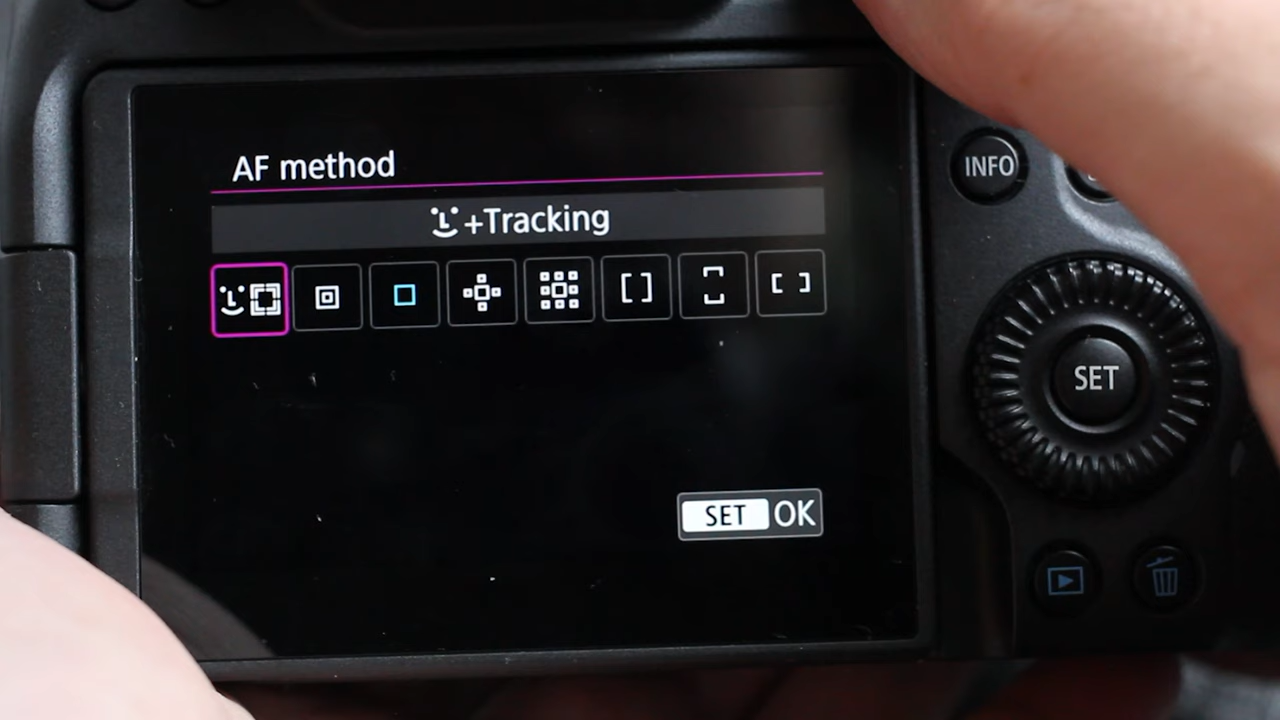 AF method
+Tracking
SET OK
INFO
SET